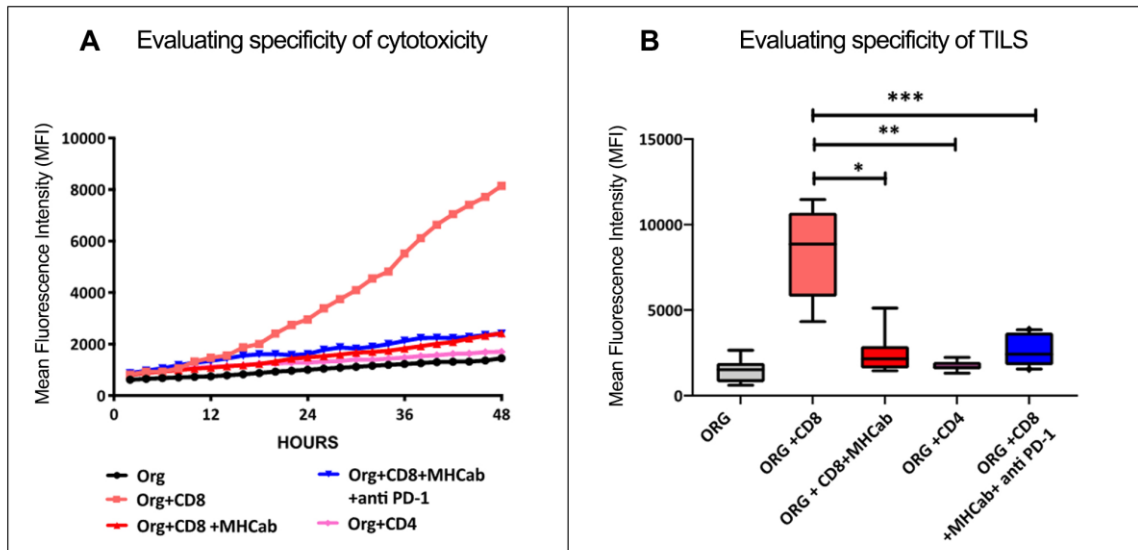 A Evaluating specificity of cytotoxicity
Mean Fluorescence Intensity (MFI)
10000
8000
6000
4000
2000
0
0 12 24 36 48
HOURS
Org
Org+CD8
Org+CD8 +MHCab
Org+CD8+MHCab
+anti PD-1
Org+CD4
B Evaluating specificity of TILS
Mean Fluorescence Intensity (MFI)
15000
10000
5000
0
***
**
*
ORG
ORG +CD8
ORG + CD8+MHCab
ORG +CD4
ORG +CD8
+MHCab+ anti PD-1